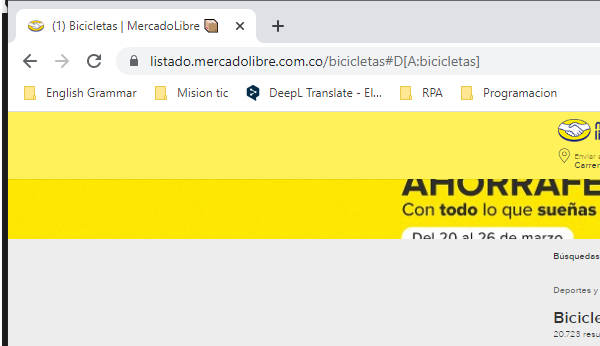 (1) Bicicletas | MercadoLibre
listado.mercadolibre.com.co/bicicletas#D[A:bicicletas]
English Grammar
Mision tic
DeepL Translate - El...
RPA
Programacion
Enviar a
Carrer
AHORRAFE
Con todo lo que sueñas
Del 20 al 26 de marzo
Búsquedas
Deportes y
Bicicle
20.723 resu